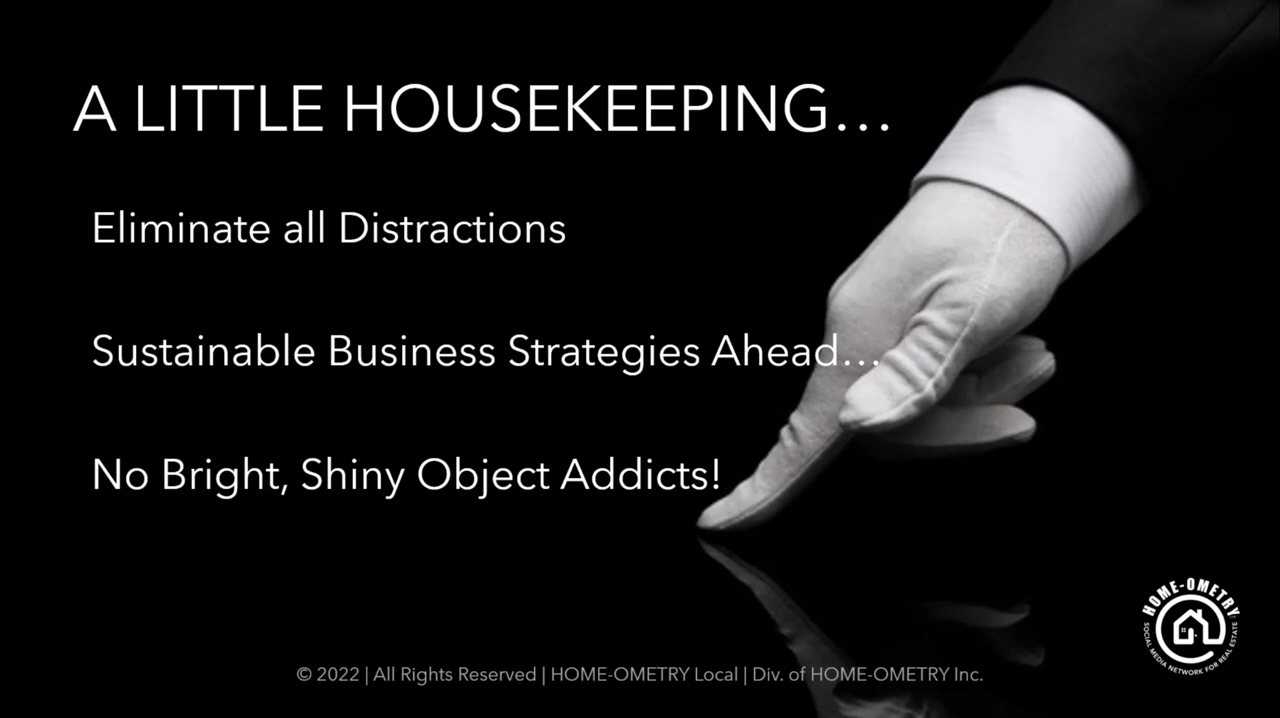 A LITTLE HOUSEKEEPING…
Eliminate all Distractions
Sustainable Business Strategies Ahead…
No Bright, Shiny Object Addicts!
HOME-OMETRY
SOCIAL MEDIA NETWORK FOR REAL ESTATE
© 2022 | All Rights Reserved | HOME-OMETRY Local | Div. of HOME-OMETRY Inc.